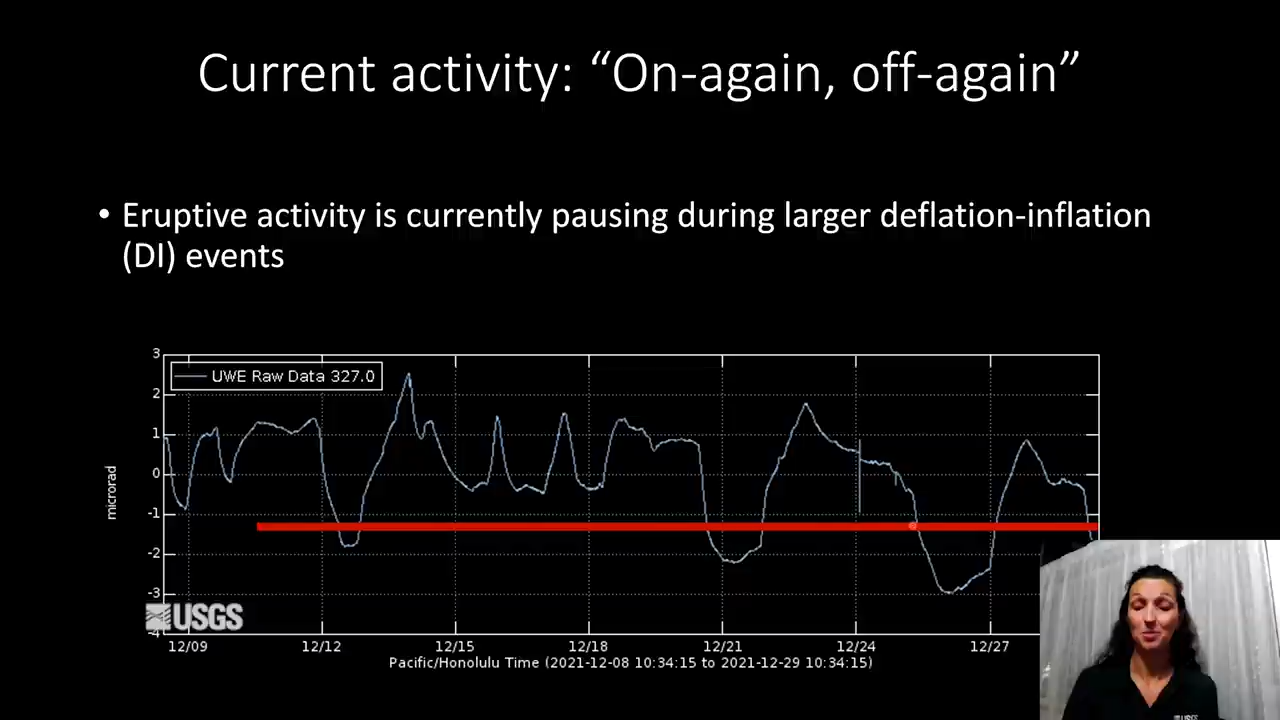 Current activity: “On-again, off-again”
• Eruptive activity is currently pausing during larger deflation-inflation
(DI) events
3
UWE Raw Data 327.0
2
1
0
microrad
-1
-2
-3
USGS
-4
12/09 12/12 12/15 12/18 12/21 12/24 12/27
Pacific/Honolulu Time (2021-12-08 10:34:15 to 2021-12-29 10:34:15)
USGS